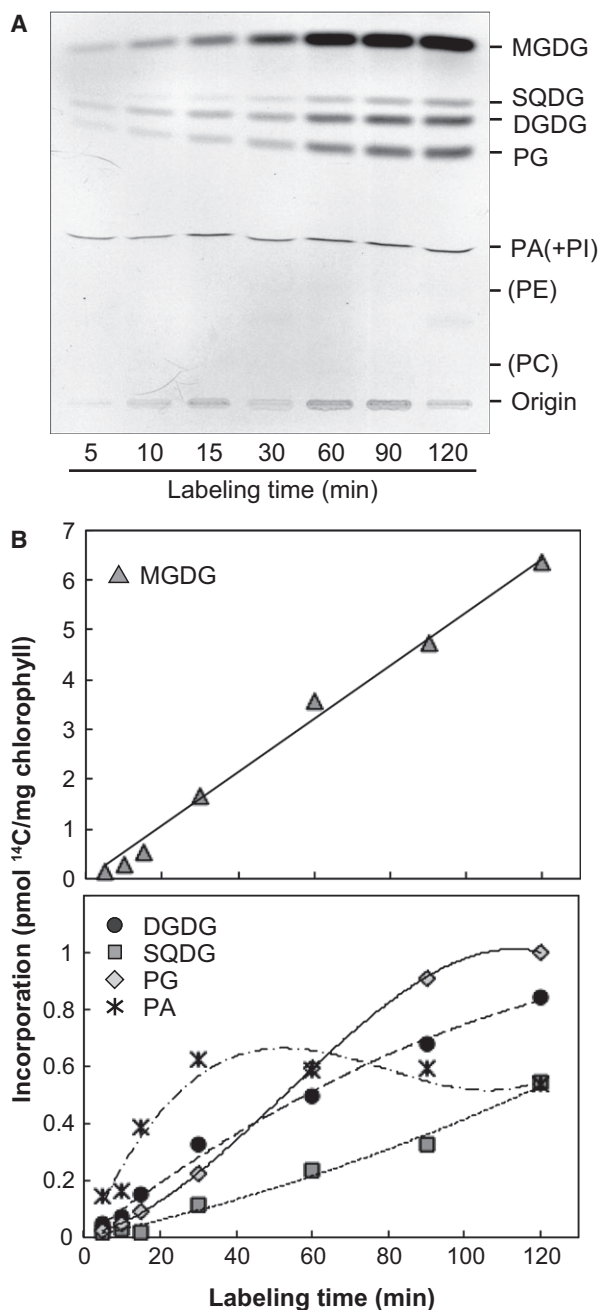 A
MGDG
SQDG
DGDG
PG
PA(+PI)
(PE)
(PC)
Origin
5 10 15 30 60 90 120
Labeling time (min)
B
7
6
5
4
3
2
1
0
MGDG
Incorporation (pmol ¹⁴C/mg chlorophyll)
DGDG
SQDG
PG
PA
1
0.8
0.6
0.4
0.2
0
0 20 40 60 80 100 120
Labeling time (min)